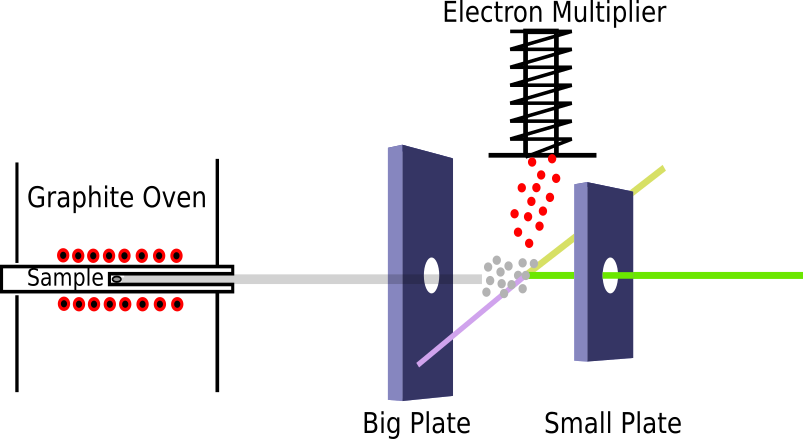 Electron Multiplier
Graphite Oven
Sample
Big Plate
Small Plate